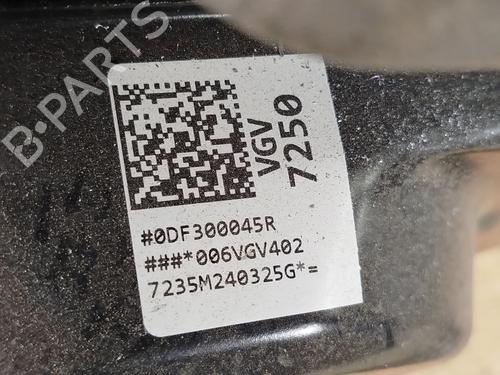 B-PARTS
VGV
7250
#0DF300045R
###*006VGV402
7235M240325G*=